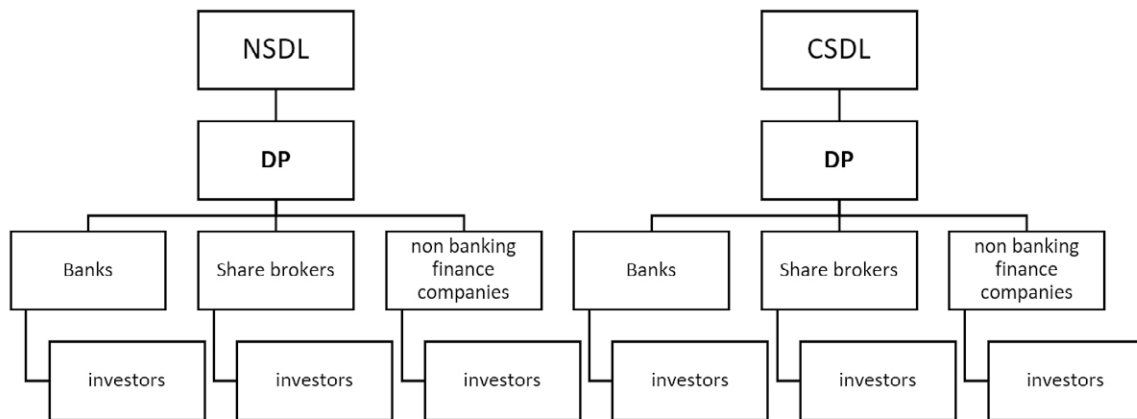 NSDL
CSDL
DP
DP
Banks
Share brokers
non banking
finance
companies
Banks
Share brokers
non banking
finance
companies
investors
investors
investors
investors
investors
investors